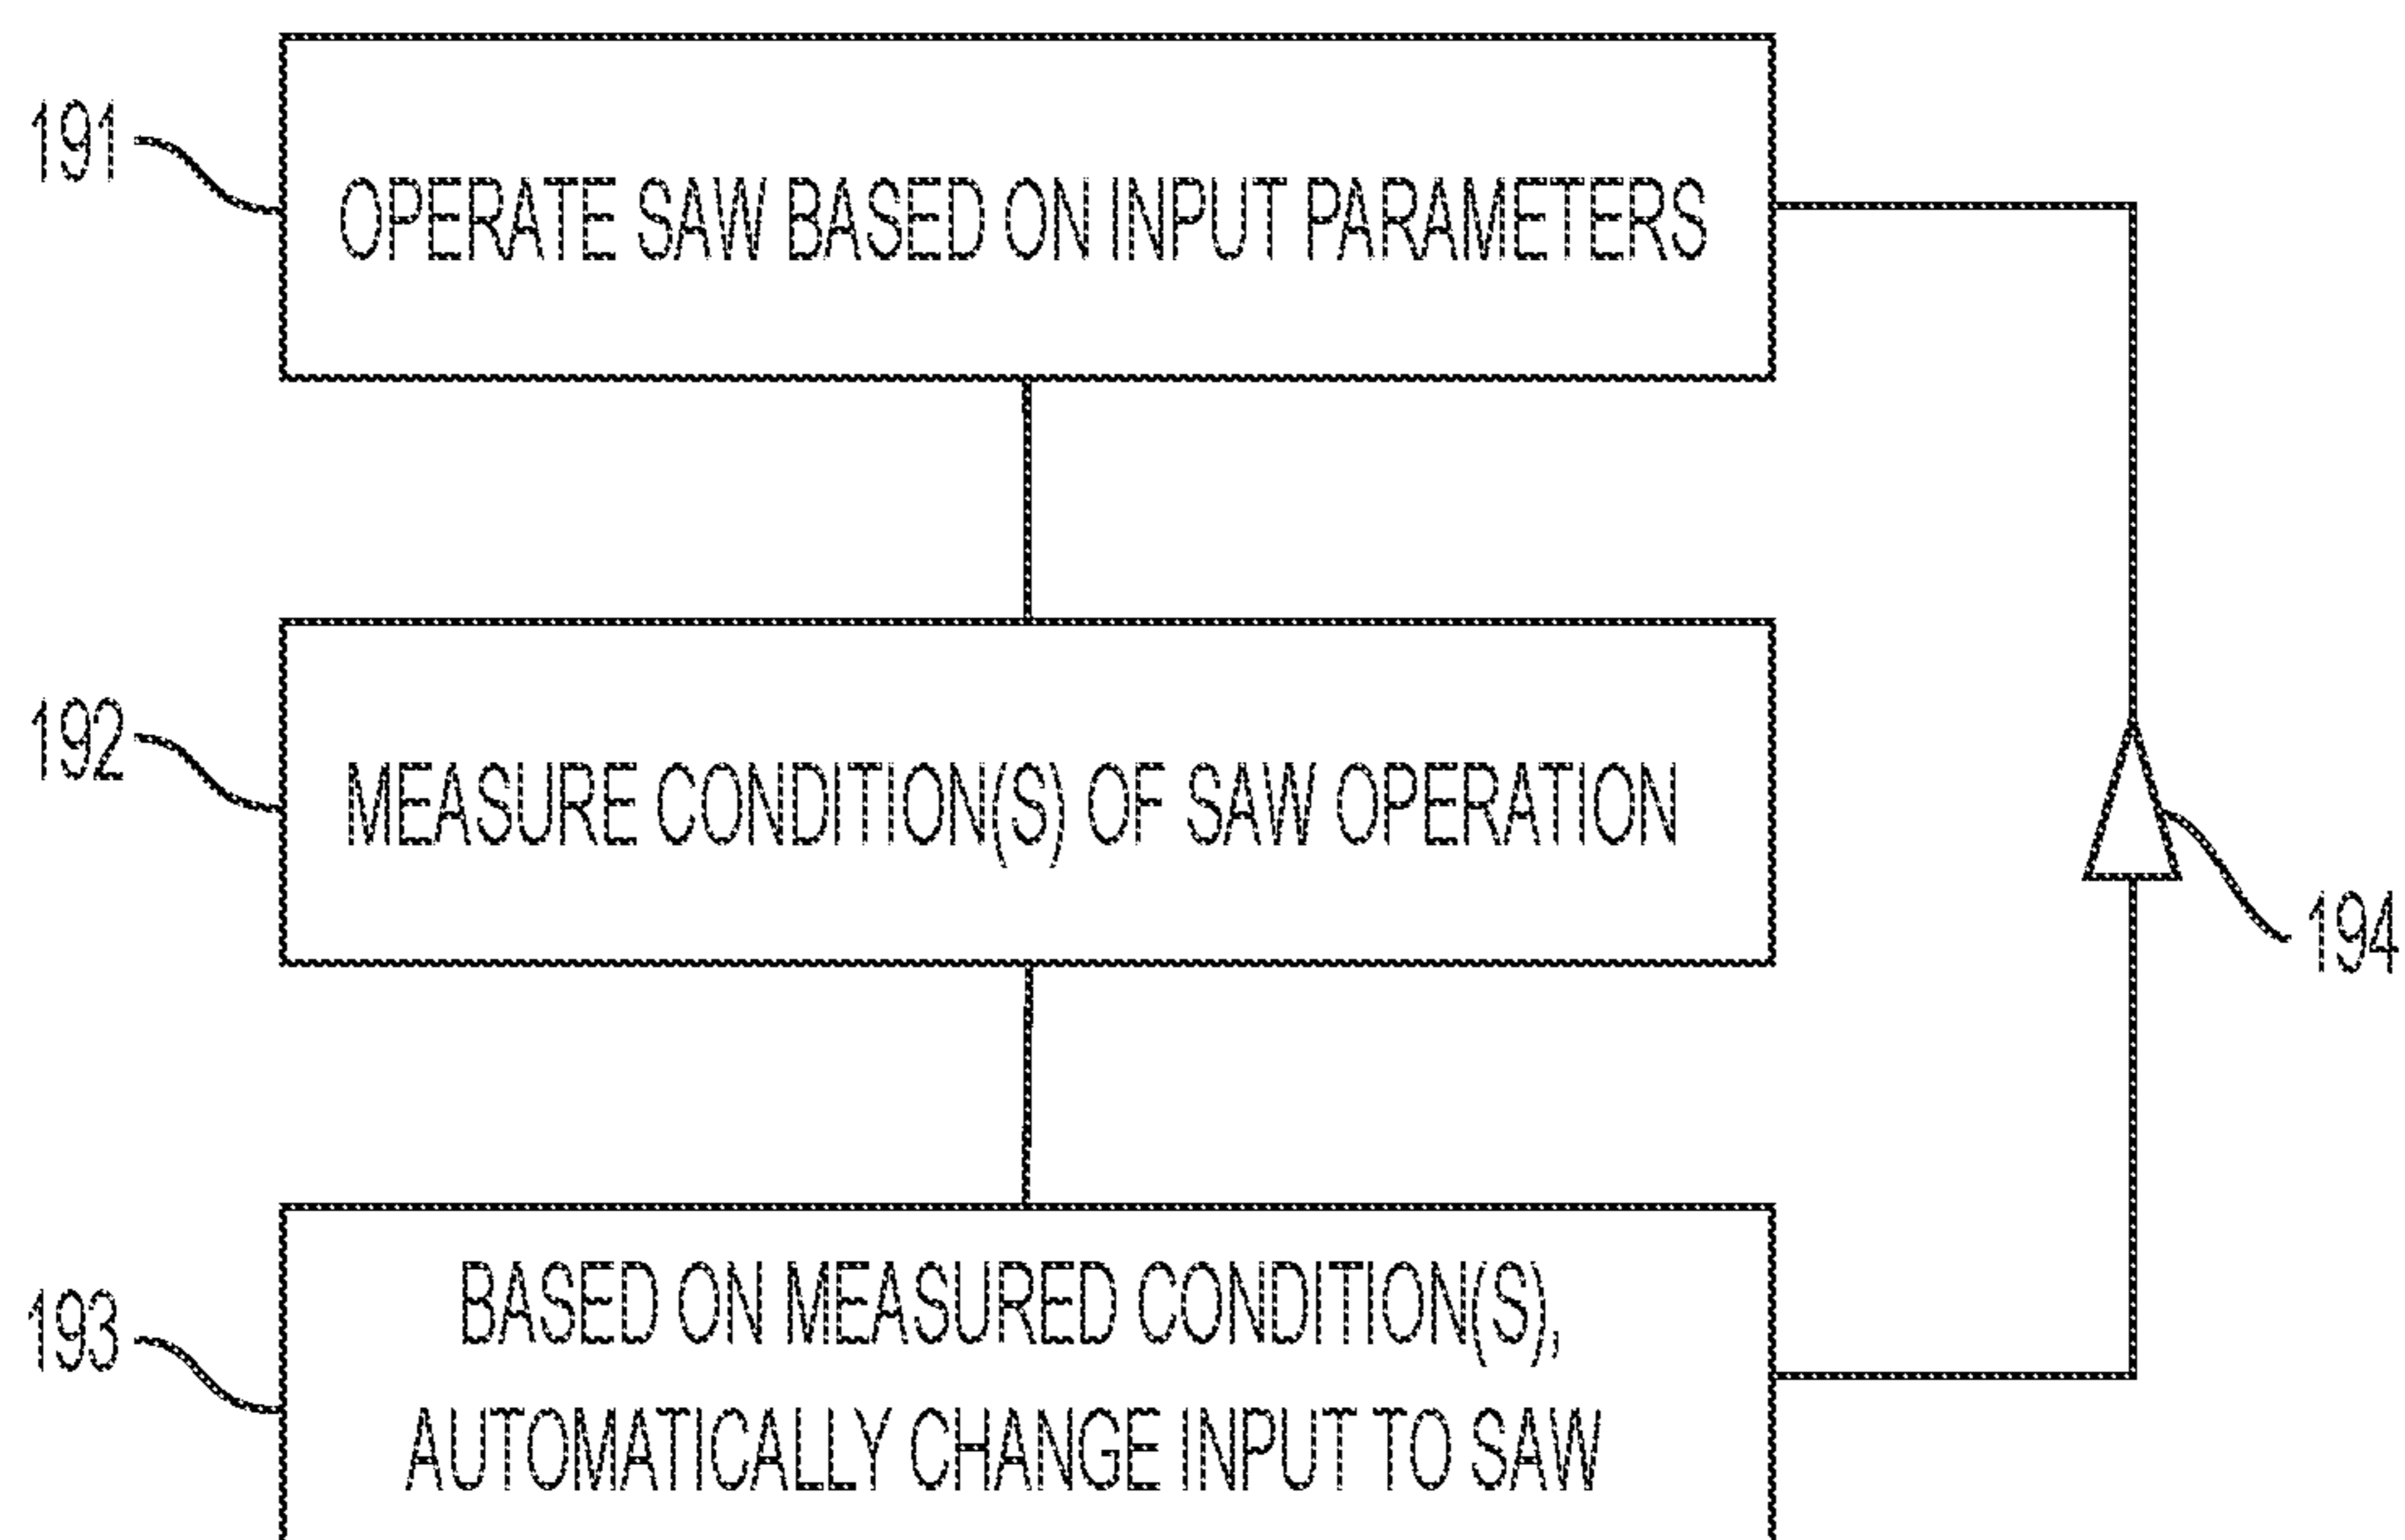 191
OPERATE SAW BASED ON INPUT PARAMETERS
192
MEASURE CONDITION(S) OF SAW OPERATION
194
193
BASED ON MEASURED CONDITION(S),
AUTOMATICALLY CHANGE INPUT TO SAW